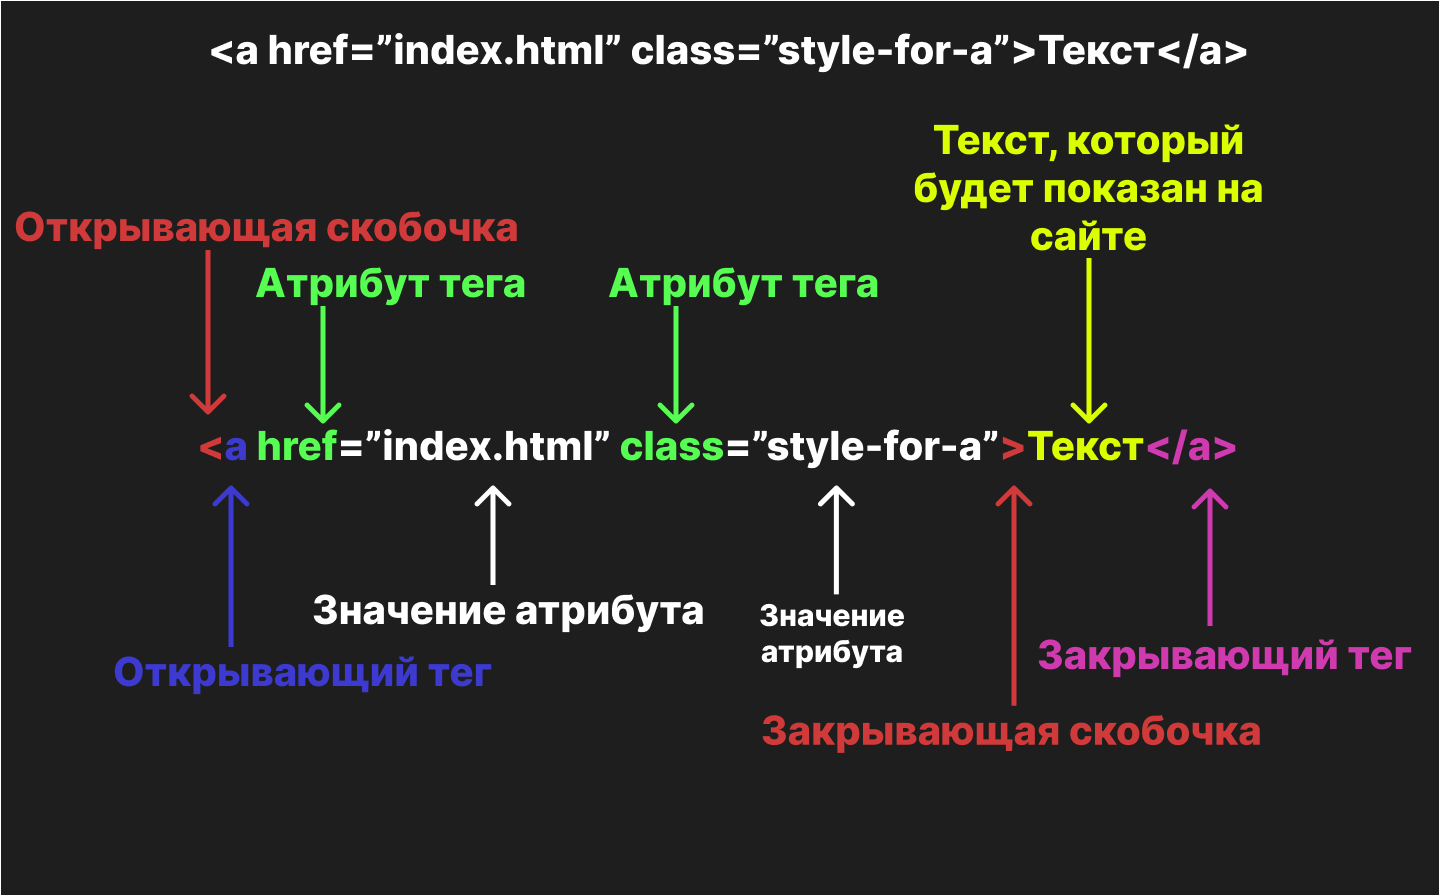 <a href=”index.html” class=”style-for-a”>Текст</a>
Текст, который
будет показан на
сайте
Открывающая скобочка
Атрибут тега
Атрибут тега
<a href=”index.html” class=”style-for-a”>Текст</a>
Значение атрибута
Значение
атрибута
Открывающий тег
Закрывающий тег
Закрывающая скобочка